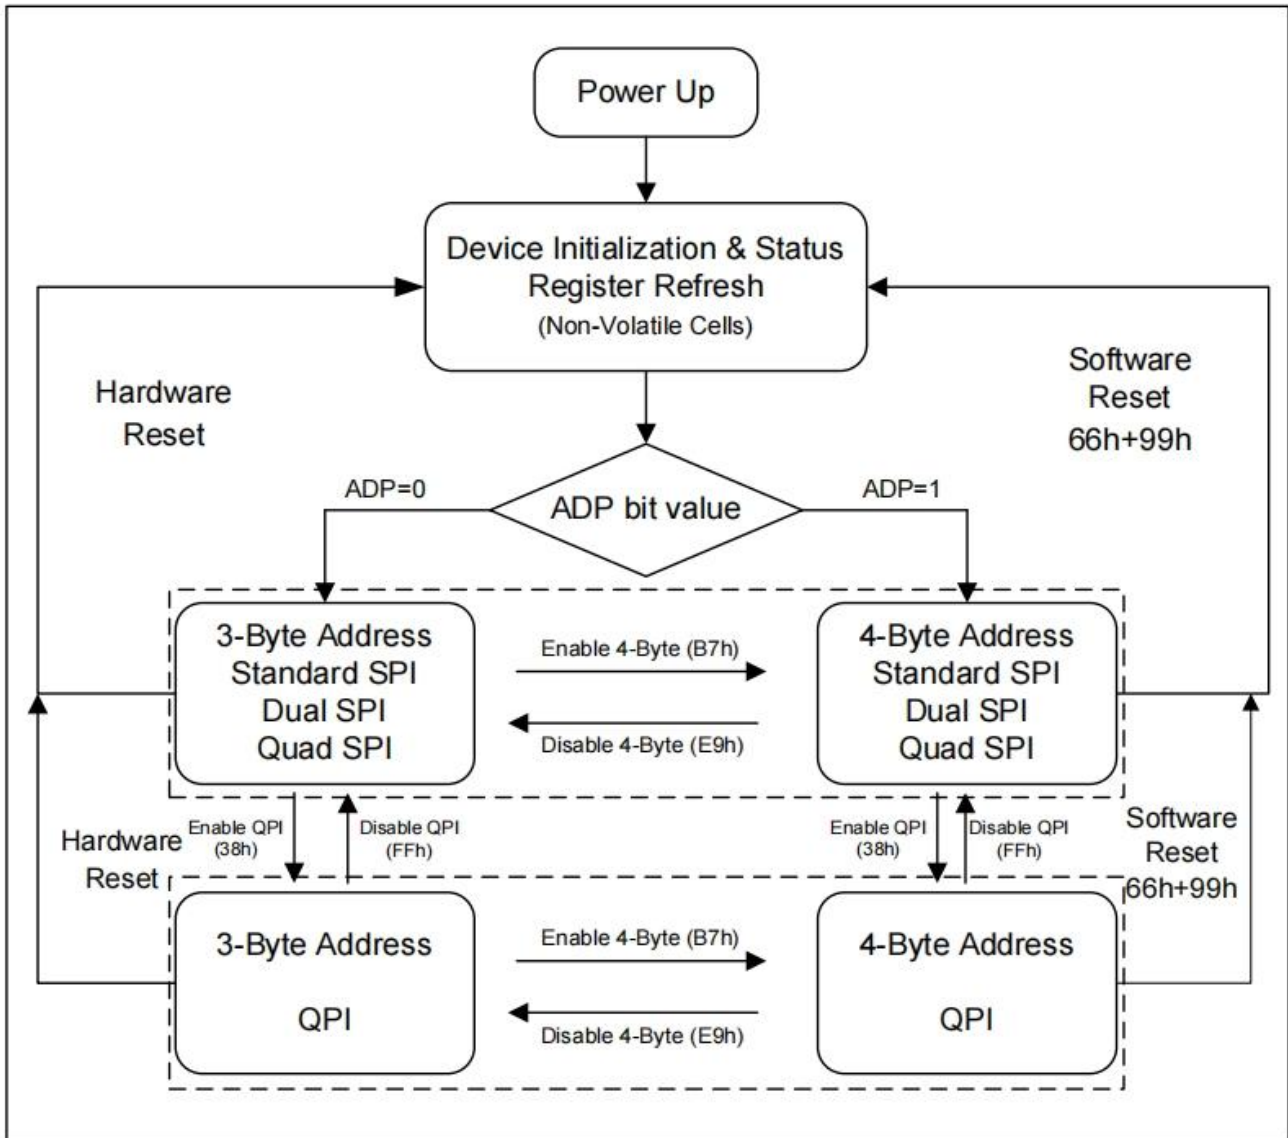 Power Up
Device Initialization & Status
Register Refresh
(Non-Volatile Cells)
Hardware
Reset
Software
Reset
66h+99h
ADP=0
ADP bit value
ADP=1
3-Byte Address
Standard SPI
Dual SPI
Quad SPI
Enable 4-Byte (B7h)
Disable 4-Byte (E9h)
4-Byte Address
Standard SPI
Dual SPI
Quad SPI
Hardware
Reset
Enable QPI
(38h)
Disable QPI
(FFh)
Enable QPI
(38h)
Disable QPI
(FFh)
Software
Reset
66h+99h
3-Byte Address
QPI
Enable 4-Byte (B7h)
Disable 4-Byte (E9h)
4-Byte Address
QPI